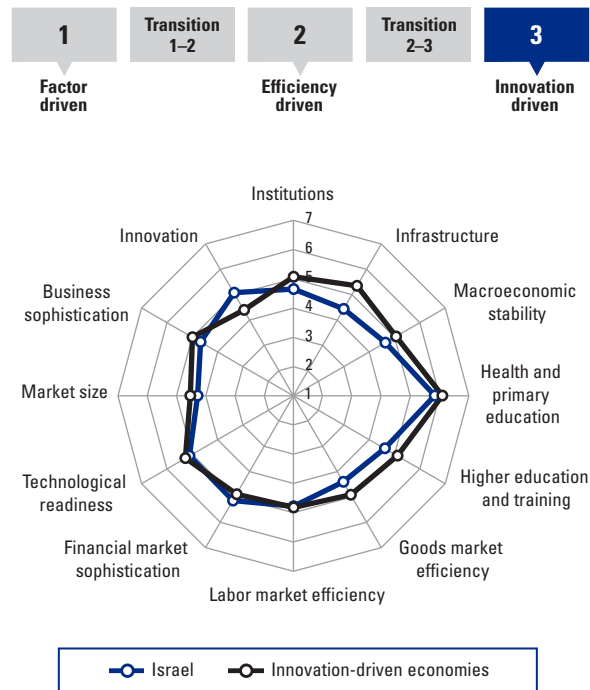 1
Transition
1–2
2
Transition
2–3
3
Factor
driven
Efficiency
driven
Innovation
driven
Institutions
7
Innovation
Infrastructure
6
5
Business
sophistication
Macroeconomic
stability
4
3
2
Market size
1
Health and
primary
education
Technological
readiness
Higher education
and training
Financial market
sophistication
Goods market
efficiency
Labor market efficiency
Israel
Innovation-driven economies